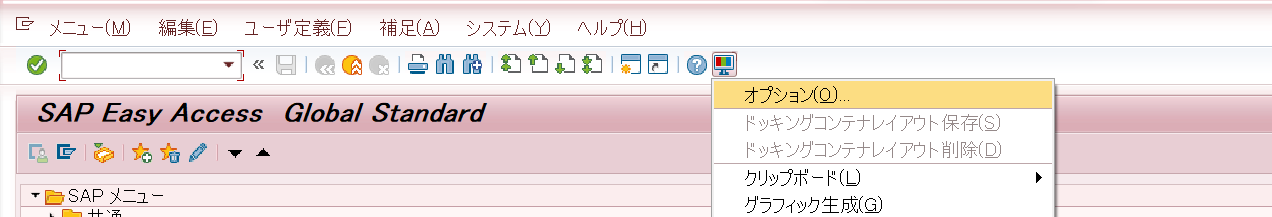 メニュー(M) 編集(E) ユーザ定義(F) 補足(A) システム(Y) ヘルプ(H)
SAP Easy Access Global Standard
オプション(O)...
ドッキングコンテナレイアウト保存(S)
ドッキングコンテナレイアウト削除(D)
クリップボード(L)
グラフィック生成(G)
SAP メニュー
共通